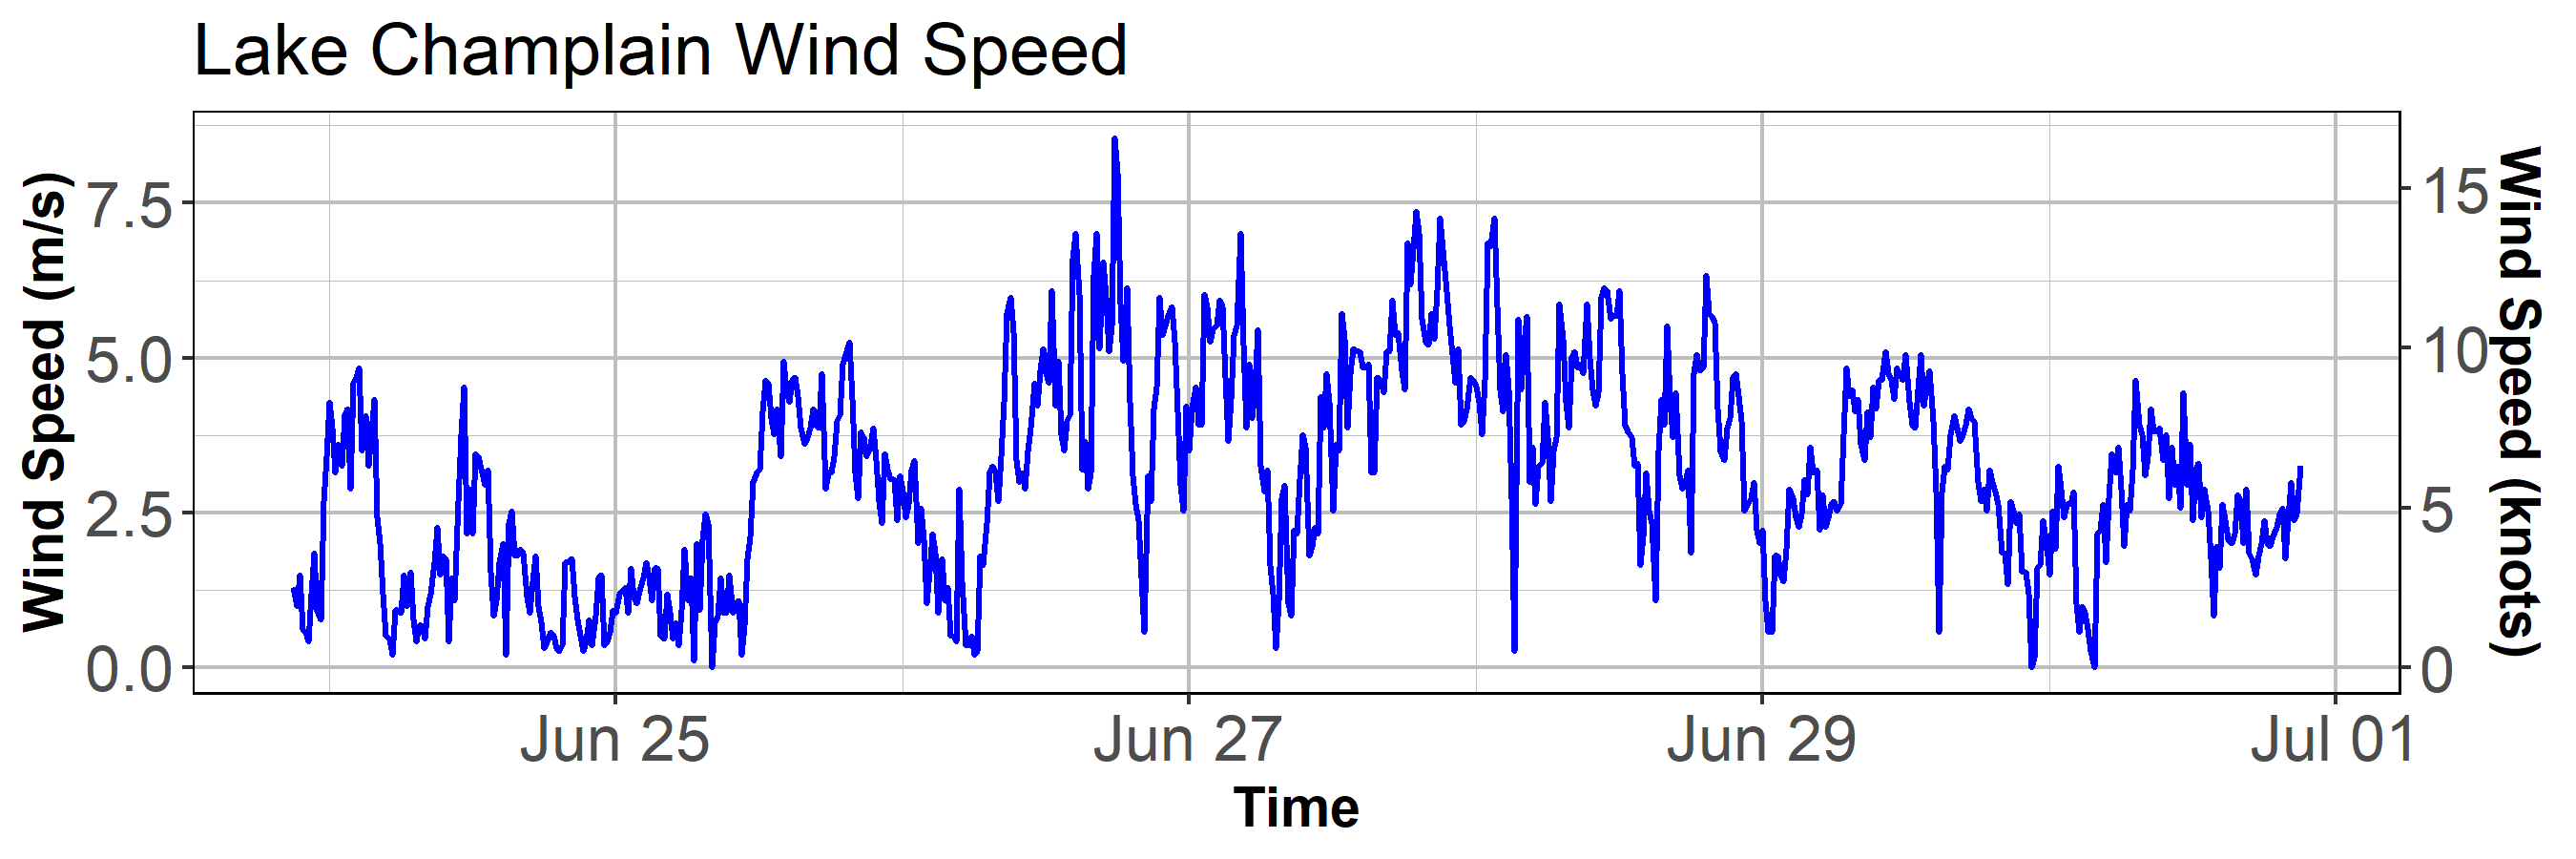 Lake Champlain Wind Speed
Wind Speed (m/s)
7.5
5.0
2.5
0.0
15
10
5
0
Wind Speed (knots)
Jun 25
Jun 27
Jun 29
Jul 01
Time